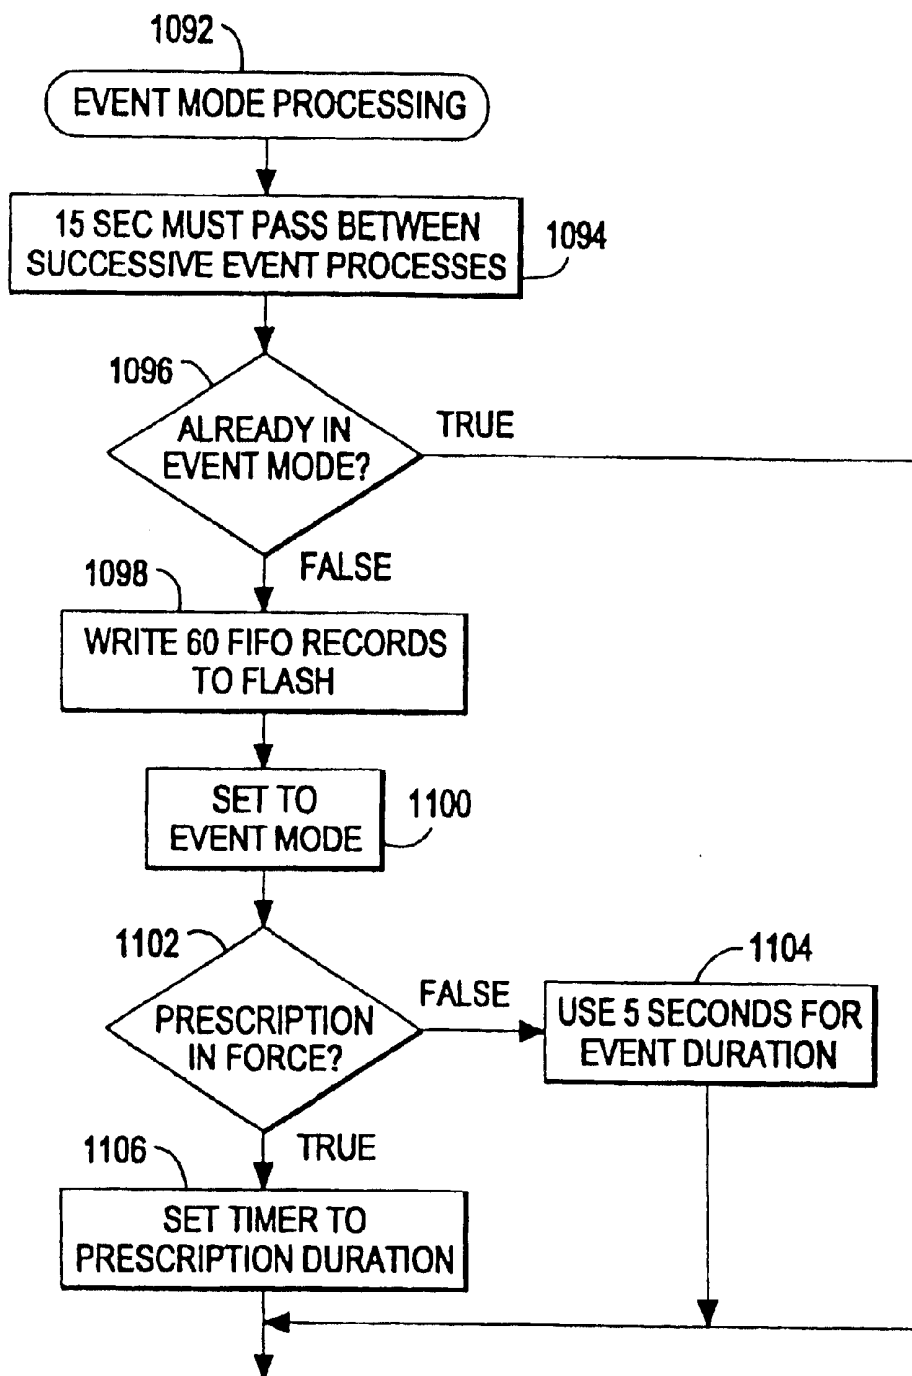 1092
EVENT MODE PROCESSING
15 SEC MUST PASS BETWEEN
SUCCESSIVE EVENT PROCESSES
1094
1096
ALREADY IN
EVENT MODE?
TRUE
FALSE
1098
WRITE 60 FIFO RECORDS
TO FLASH
SET TO
EVENT MODE
1100
1102
PRESCRIPTION
IN FORCE?
FALSE
1104
USE 5 SECONDS FOR
EVENT DURATION
TRUE
1106
SET TIMER TO
PRESCRIPTION DURATION